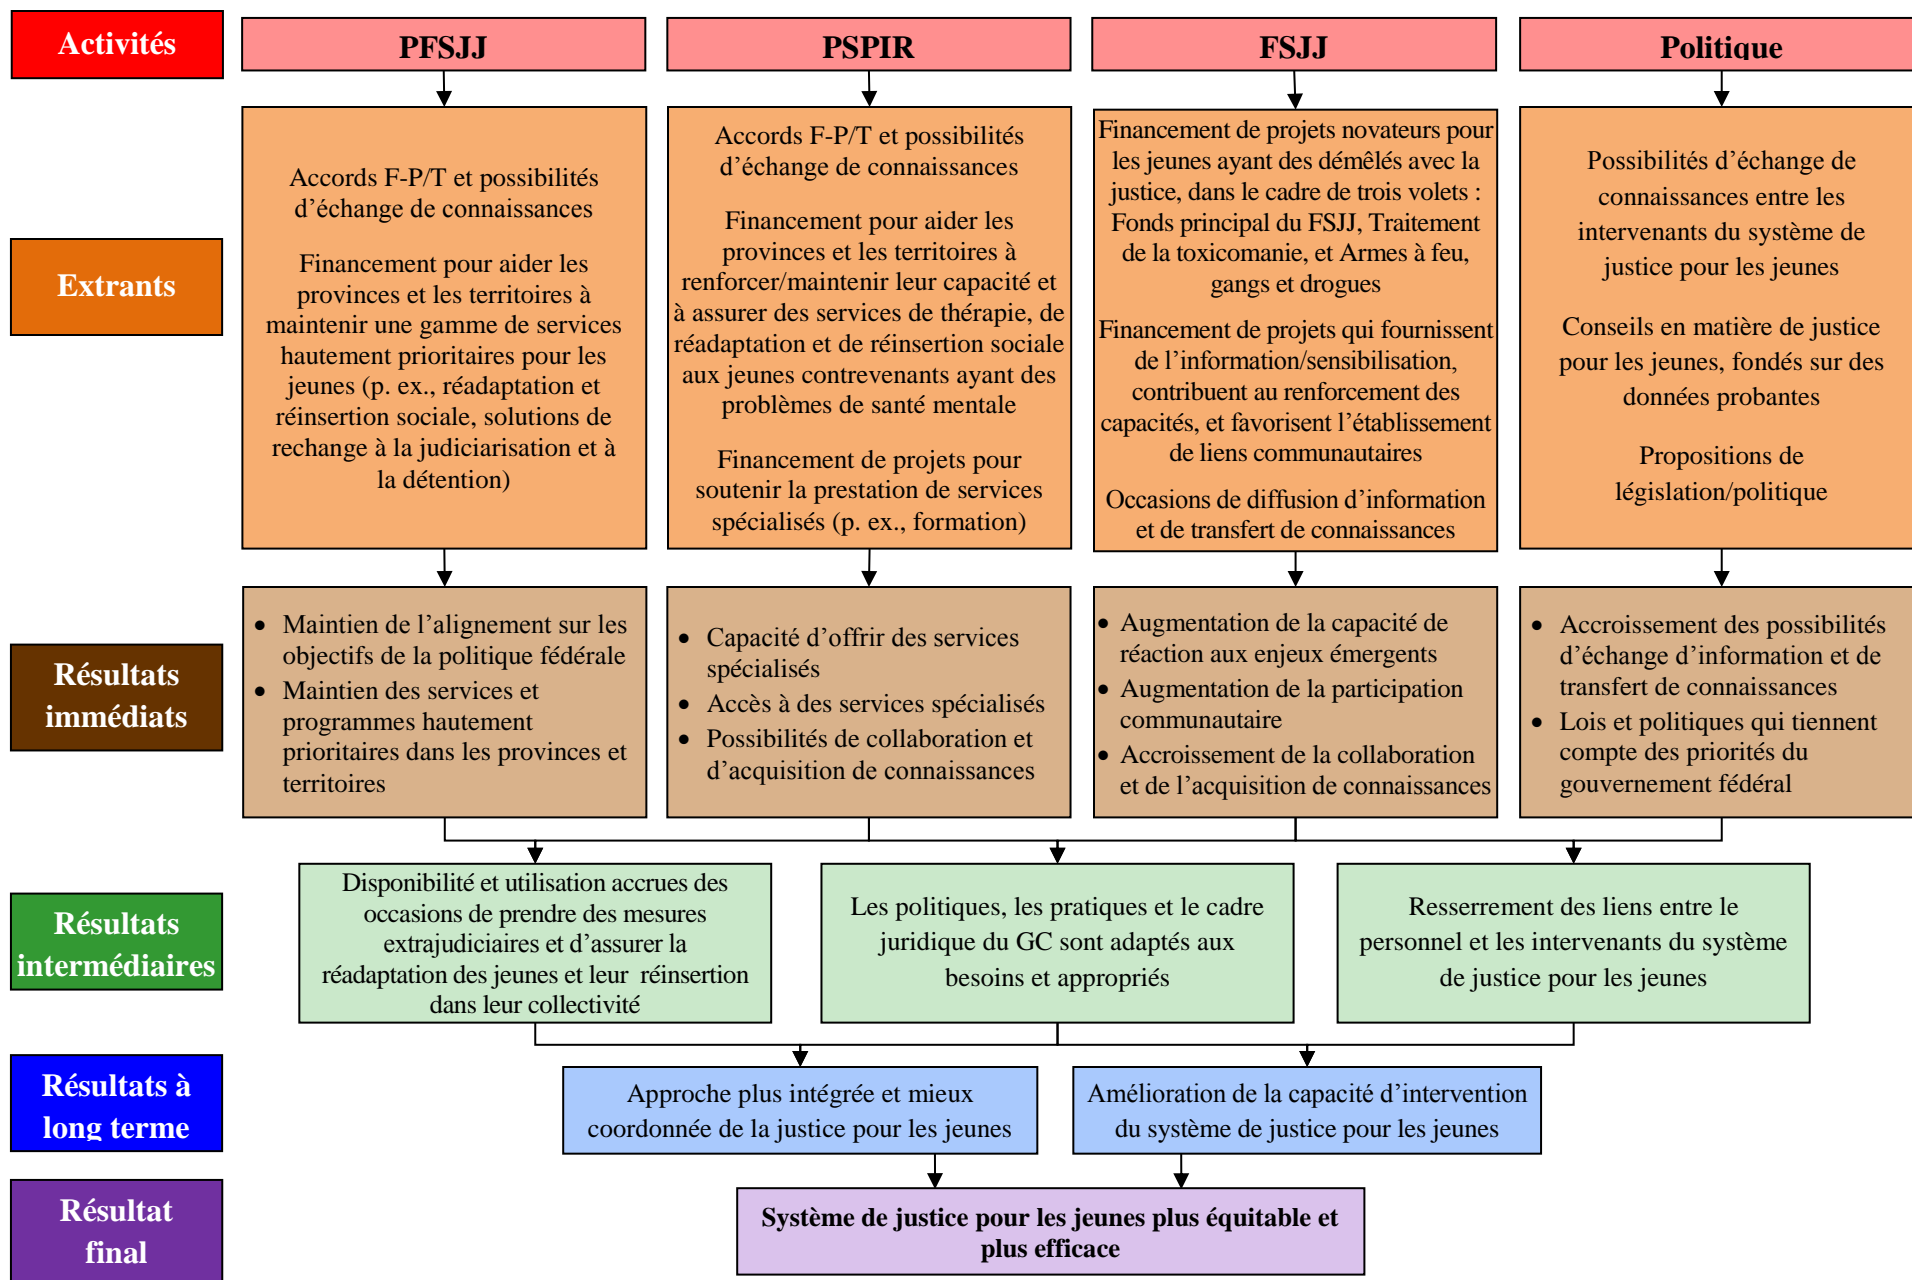 Activités
PFSJJ
PSPIR
FSJJ
Politique
Extrants
Accords F-P/T et possibilités
d’échange de connaissances
Financement pour aider les
provinces et les territoires à
maintenir une gamme de services
hautement prioritaires pour les
jeunes (p. ex., réadaptation et
réinsertion sociale, solutions de
rechange à la judiciarisation et à
la détention)
Accords F-P/T et possibilités
d’échange de connaissances
Financement pour aider les
provinces et les territoires à
renforcer/maintenir leur capacité et
à assurer des services de thérapie, de
réadaptation et de réinsertion sociale
aux jeunes contrevenants ayant des
problèmes de santé mentale
Financement de projets pour
soutenir la prestation de services
spécialisés (p. ex., formation)
Financement de projets novateurs pour
les jeunes ayant des démêlés avec la
justice, dans le cadre de trois volets :
Fonds principal du FSJJ, Traitement
de la toxicomanie, et Armes à feu,
gangs et drogues
Financement de projets qui fournissent
de l’information/sensibilisation,
contribuent au renforcement des
capacités, et favorisent l’établissement
de liens communautaires
Occasions de diffusion d’information
et de transfert de connaissances
Possibilités d’échange de
connaissances entre les
intervenants du système de
justice pour les jeunes
Conseils en matière de justice
pour les jeunes, fondés sur des
données probantes
Propositions de
législation/politique
Résultats
immédiats
• Maintien de l’alignement sur les
objectifs de la politique fédérale
• Maintien des services et
programmes hautement
prioritaires dans les provinces et
territoires
• Capacité d’offrir des services
spécialisés
• Accès à des services spécialisés
• Possibilités de collaboration et
d’acquisition de connaissances
• Augmentation de la capacité de
réaction aux enjeux émergents
• Augmentation de la participation
communautaire
• Accroissement de la collaboration
et de l’acquisition de connaissances
• Accroissement des possibilités
d’échange d’information et de
transfert de connaissances
• Lois et politiques qui tiennent
compte des priorités du
gouvernement fédéral
Résultats
intermédiaires
Disponibilité et utilisation accrues des
occasions de prendre des mesures
extrajudiciaires et d’assurer la
réadaptation des jeunes et leur réinsertion
dans leur collectivité
Les politiques, les pratiques et le cadre
juridique du GC sont adaptés aux
besoins et appropriés
Resserrement des liens entre le
personnel et les intervenants du système
de justice pour les jeunes
Résultats à
long terme
Approche plus intégrée et mieux
coordonnée de la justice pour les jeunes
Amélioration de la capacité d’intervention
du système de justice pour les jeunes
Résultat
final
Système de justice pour les jeunes plus équitable et
plus efficace